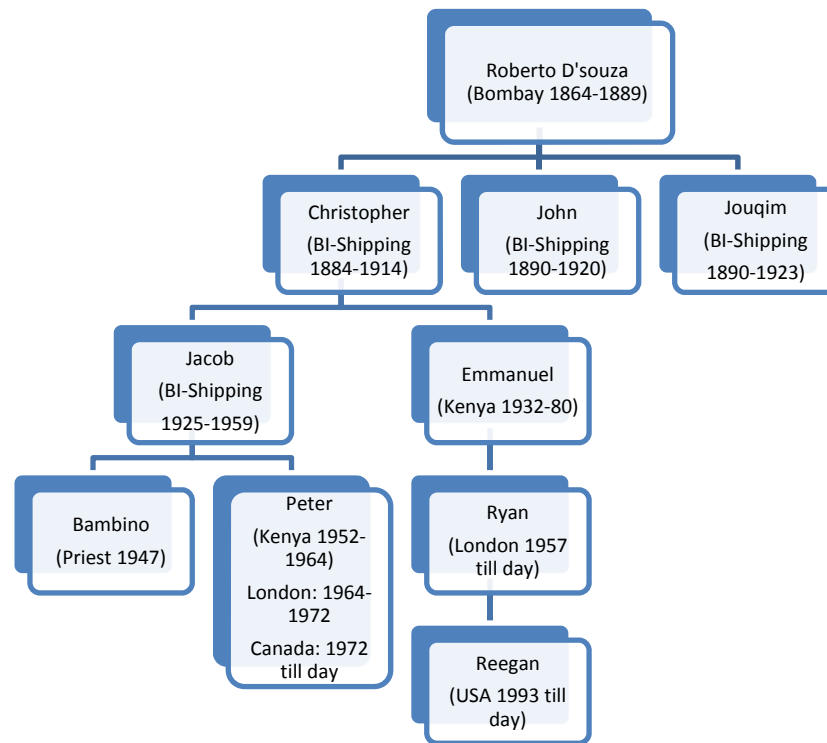 Roberto D'souza
(Bombay 1864-1889)
Christopher
(BI-Shipping
1884-1914)
John
(BI-Shipping
1890-1920)
Jouqim
(BI-Shipping
1890-1923)
Jacob
(BI-Shipping
1925-1959)
Emmanuel
(Kenya 1932-80)
Bambino
(Priest 1947)
Peter
(Kenya 1952-
1964)
London: 1964-
1972
Canada: 1972
till day
Ryan
(London 1957
till day)
Reegan
(USA 1993 till
day)